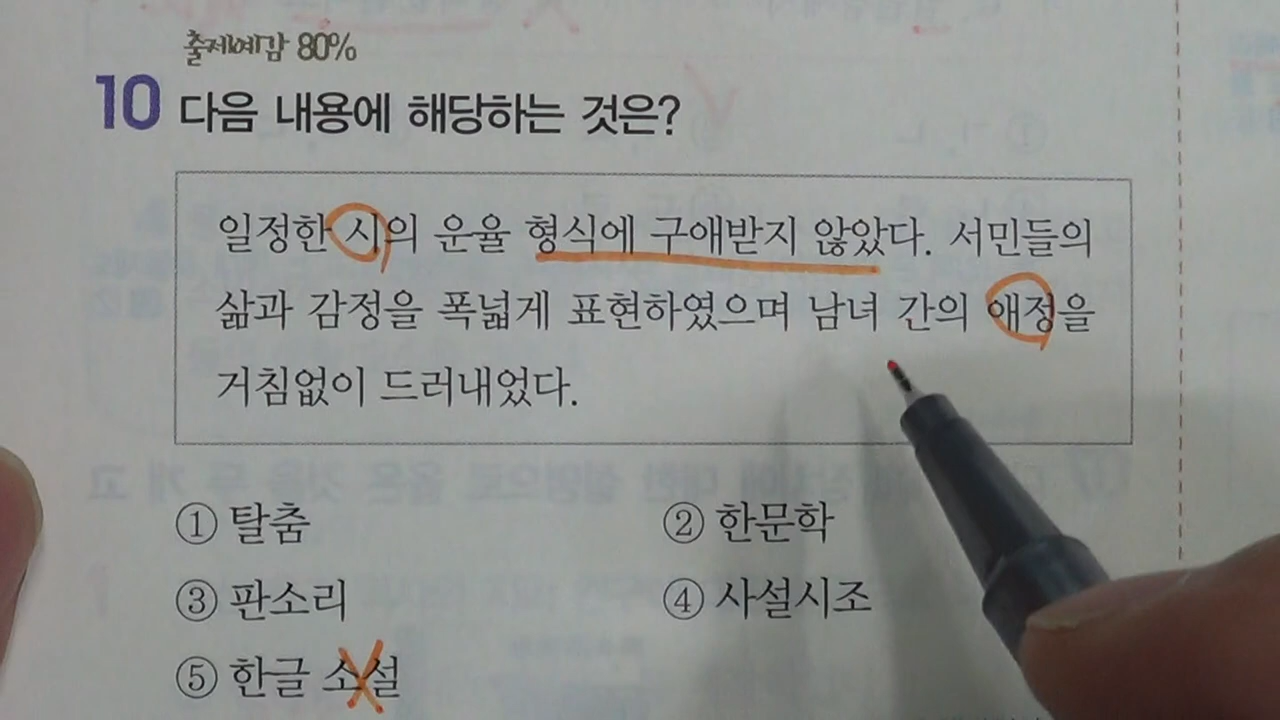 출제예감 80%
10 다음 내용에 해당하는 것은?
일정한 시의 운율 형식에 구애받지 않았다. 서민들의
삶과 감정을 폭넓게 표현하였으며 남녀 간의 애정을
거침없이 드러내었다.
① 탈춤 ② 한문학
③ 판소리 ④ 사설시조
⑤ 한글 소설